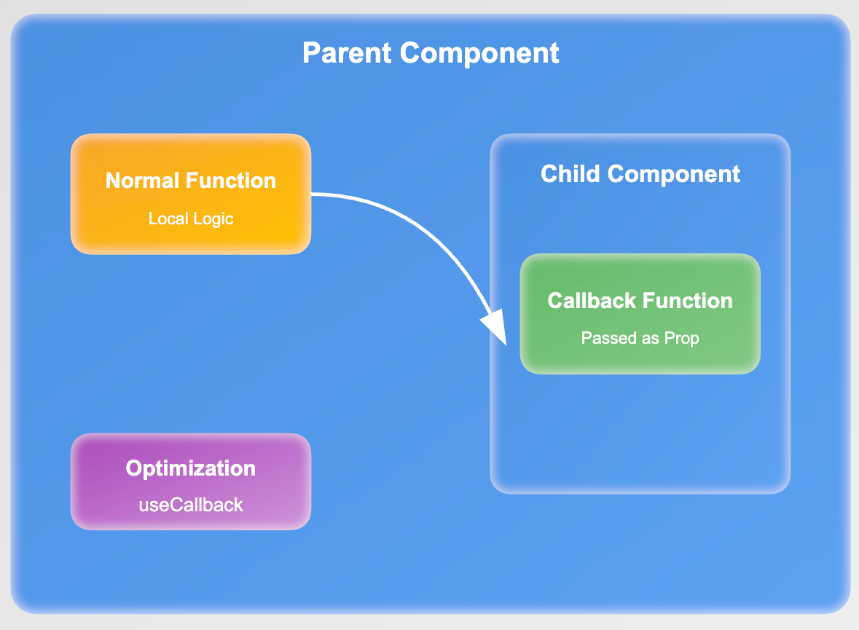 Parent Component
Normal Function
Local Logic
Child Component
Callback Function
Passed as Prop
Optimization
useCallback